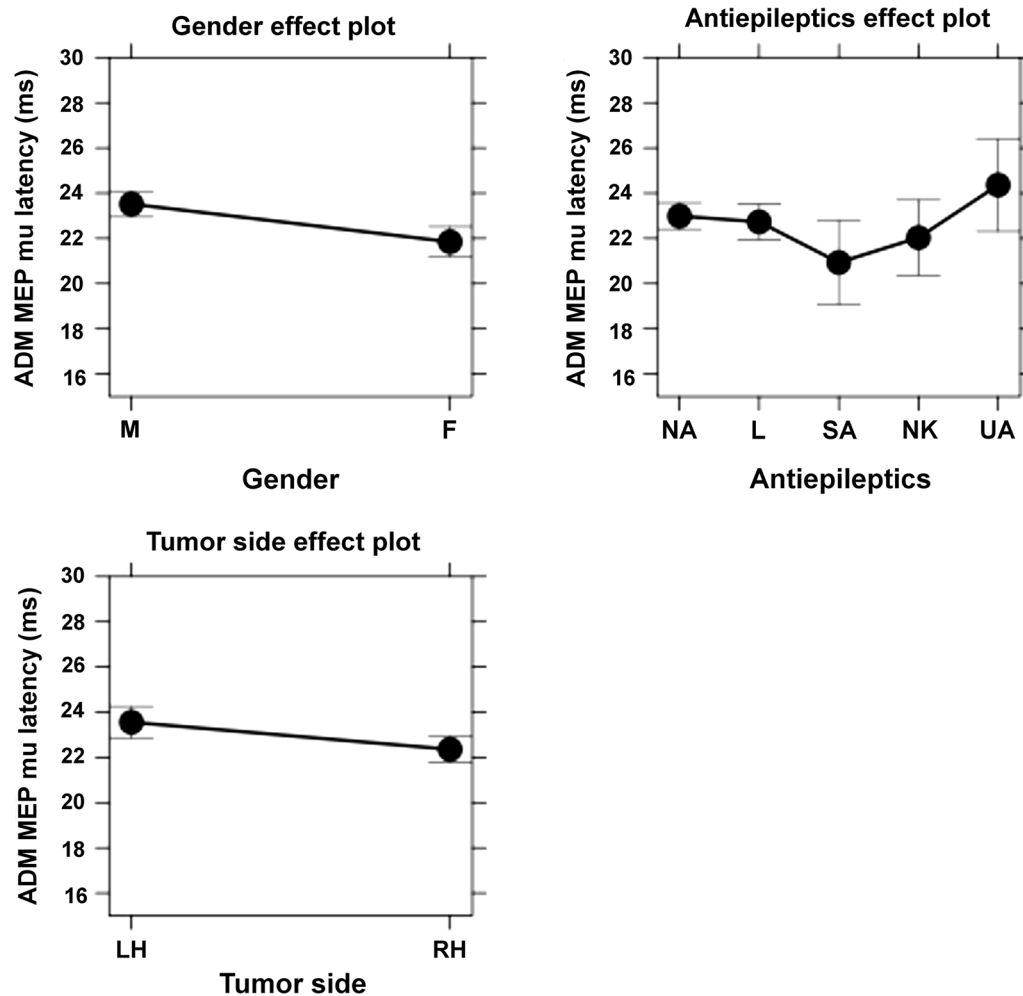 Gender effect plot
ADM MEP mu latency (ms)
30
28
26
24
22
20
18
16
M F
Gender
Antiepileptics effect plot
ADM MEP mu latency (ms)
30
28
26
24
22
20
18
16
NA L SA NK UA
Antiepileptics
Tumor side effect plot
ADM MEP mu latency (ms)
30
28
26
24
22
20
18
16
LH RH
Tumor side